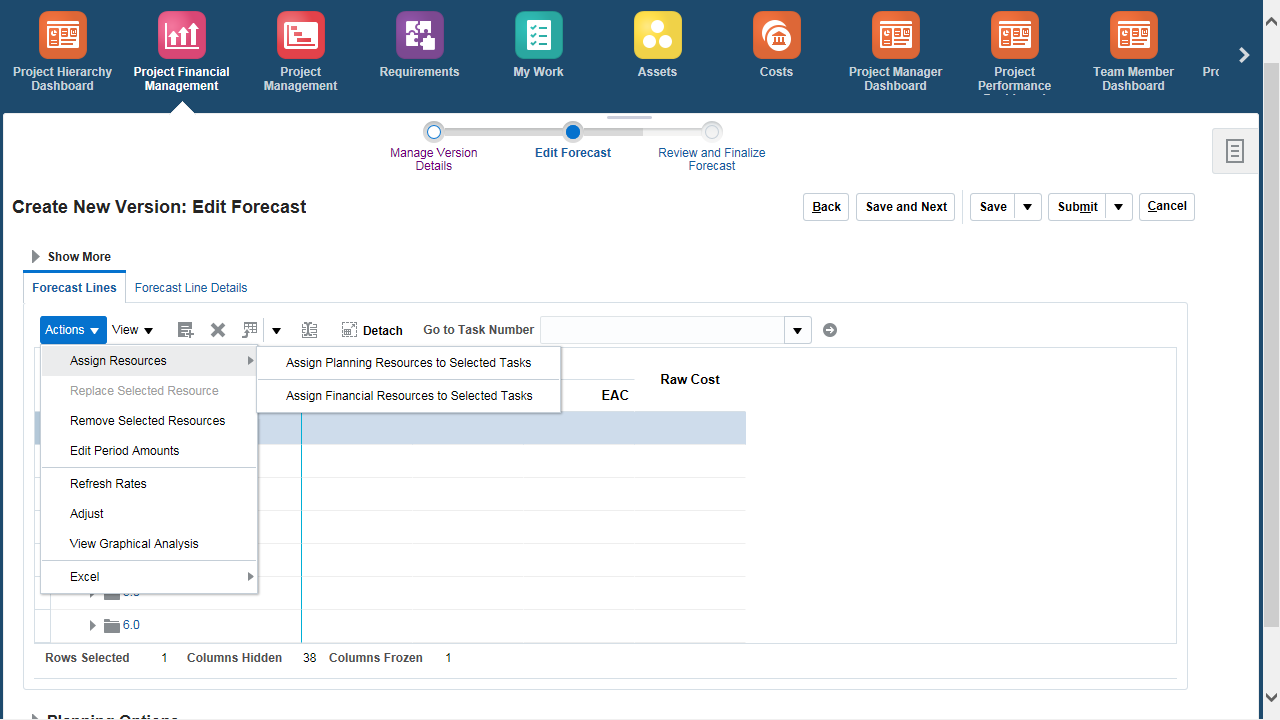 Project Hierarchy
Dashboard
Project Financial
Management
Project
Management
Requirements
My Work
Assets
Costs
Project Manager
Dashboard
Project
Performance
Team Member
Dashboard
Manage Version
Details
Edit Forecast
Review and Finalize
Forecast
Create New Version: Edit Forecast
Back
Save and Next
Save
Submit
Cancel
Show More
Forecast Lines
Forecast Line Details
Actions
View
Detach
Go to Task Number
Assign Resources
Replace Selected Resource
Remove Selected Resources
Edit Period Amounts
Refresh Rates
Adjust
View Graphical Analysis
Excel
Assign Planning Resources to Selected Tasks
Assign Financial Resources to Selected Tasks
EAC
Raw Cost
6.0
Rows Selected 1 Columns Hidden 38 Columns Frozen 1
Planning Options